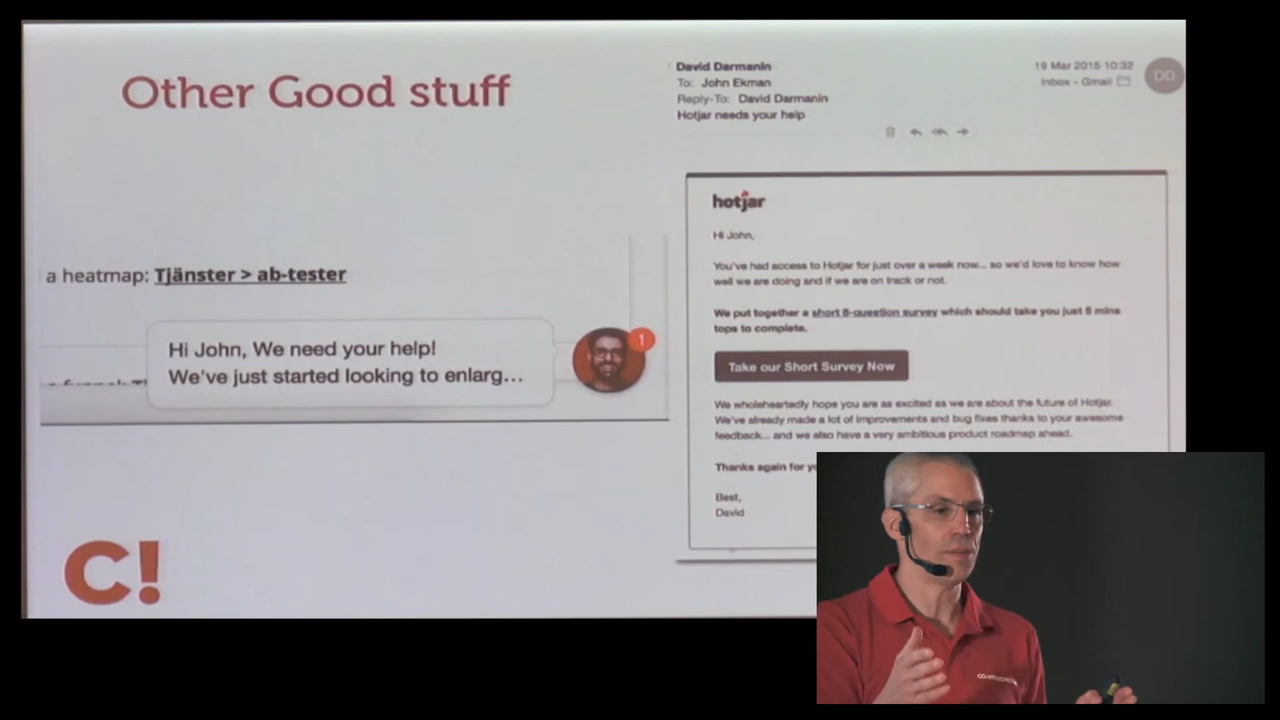 Other Good stuff
David Darmanin
19 Mar 2015 10:32
To: John Ekman
Inbox - Gmail
DD
Reply-To: David Darmanin
Hotjar needs your help
hotjar
Hi John,
You've had access to Hotjar for just over a week now... so we'd love to know how
well we are doing and if we are on track or not.
We put together a short 8-question survey which should take you just 5 mins
tops to complete.
Take our Short Survey Now
We wholeheartedly hope you are as excited as we are about the future of Hotjar.
We've already made a lot of improvements and bug fixes thanks to your awesome
feedback... and we also have a very ambitious product roadmap ahead.
Thanks again for
Best,
David
a heatmap: Tjänster > ab-tester
Hi John, We need your help!
We've just started looking to enlarg...
1
C!